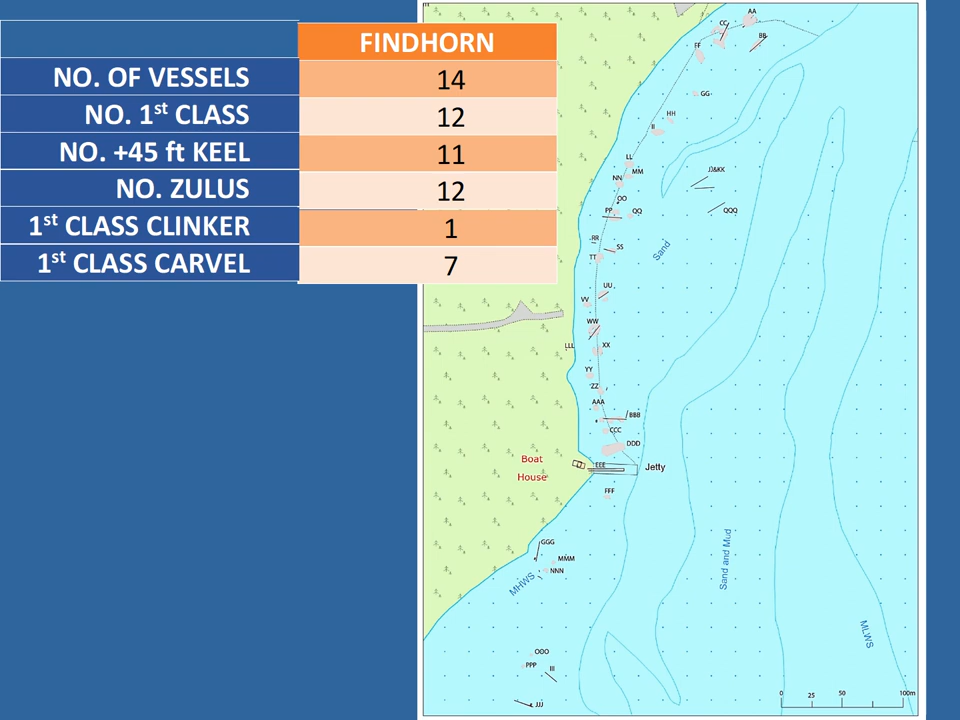 FINDHORN
NO. OF VESSELS 14
NO. 1st CLASS 12
NO. +45 ft KEEL 11
NO. ZULUS 12
1st CLASS CLINKER 1
1st CLASS CARVEL 7
AA
CC
BB
FF
GG
HH
II
LL
MM
JJ&KK
NN
OO
PP
QQ
QQQ
RR
SS
Sand
TT
UU
VV
WW
LLL
XX
YY
ZZ
AAA
BBB
CCC
DDD
Boat
House
EEE
Jetty
FFF
GGG
MMM
NNN
MHWS
Sand and Mud
MLWS
OOO
PPP
III
JJJ
0 25 50 100m